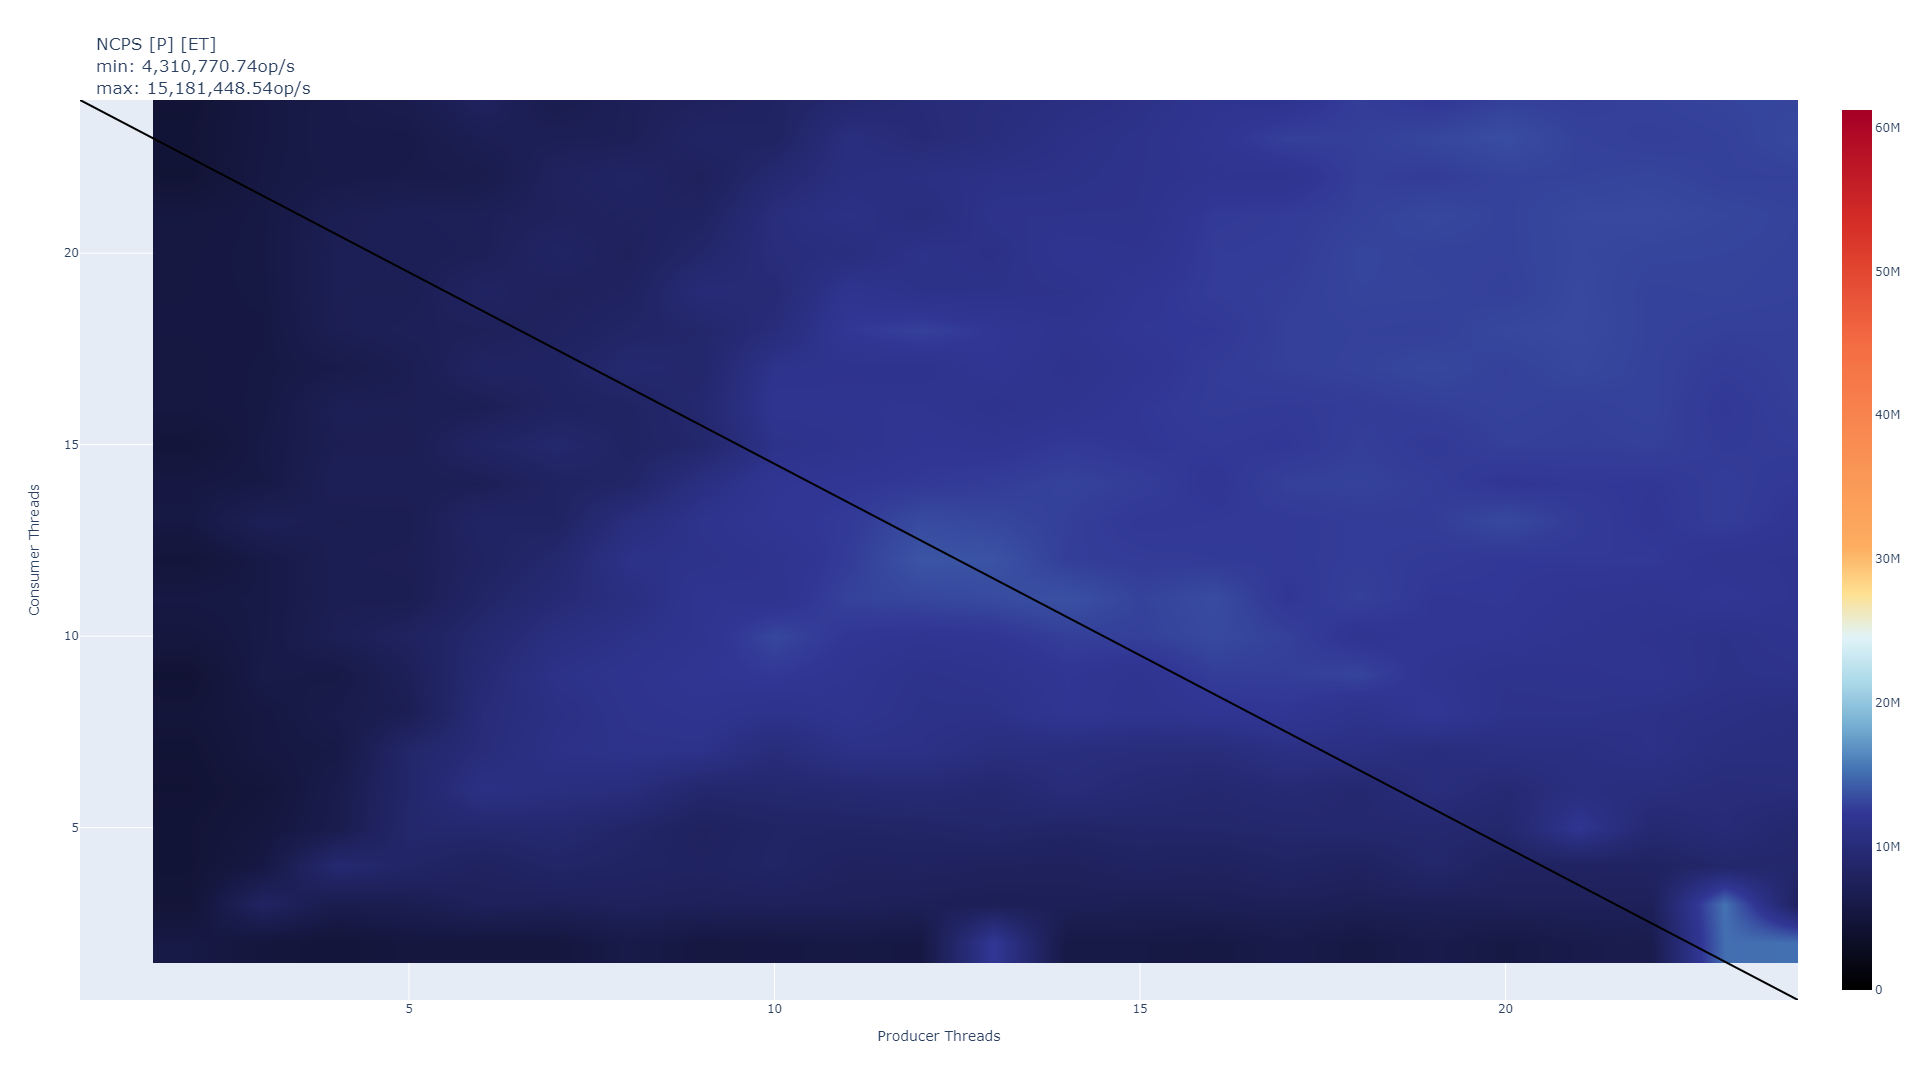 NCPS [P] [ET]
min: 4,310,770.74op/s
max: 15,181,448.54op/s
60M
50M
40M
30M
20M
10M
0
20
15
10
5
Consumer Threads
5
10
15
20
Producer Threads